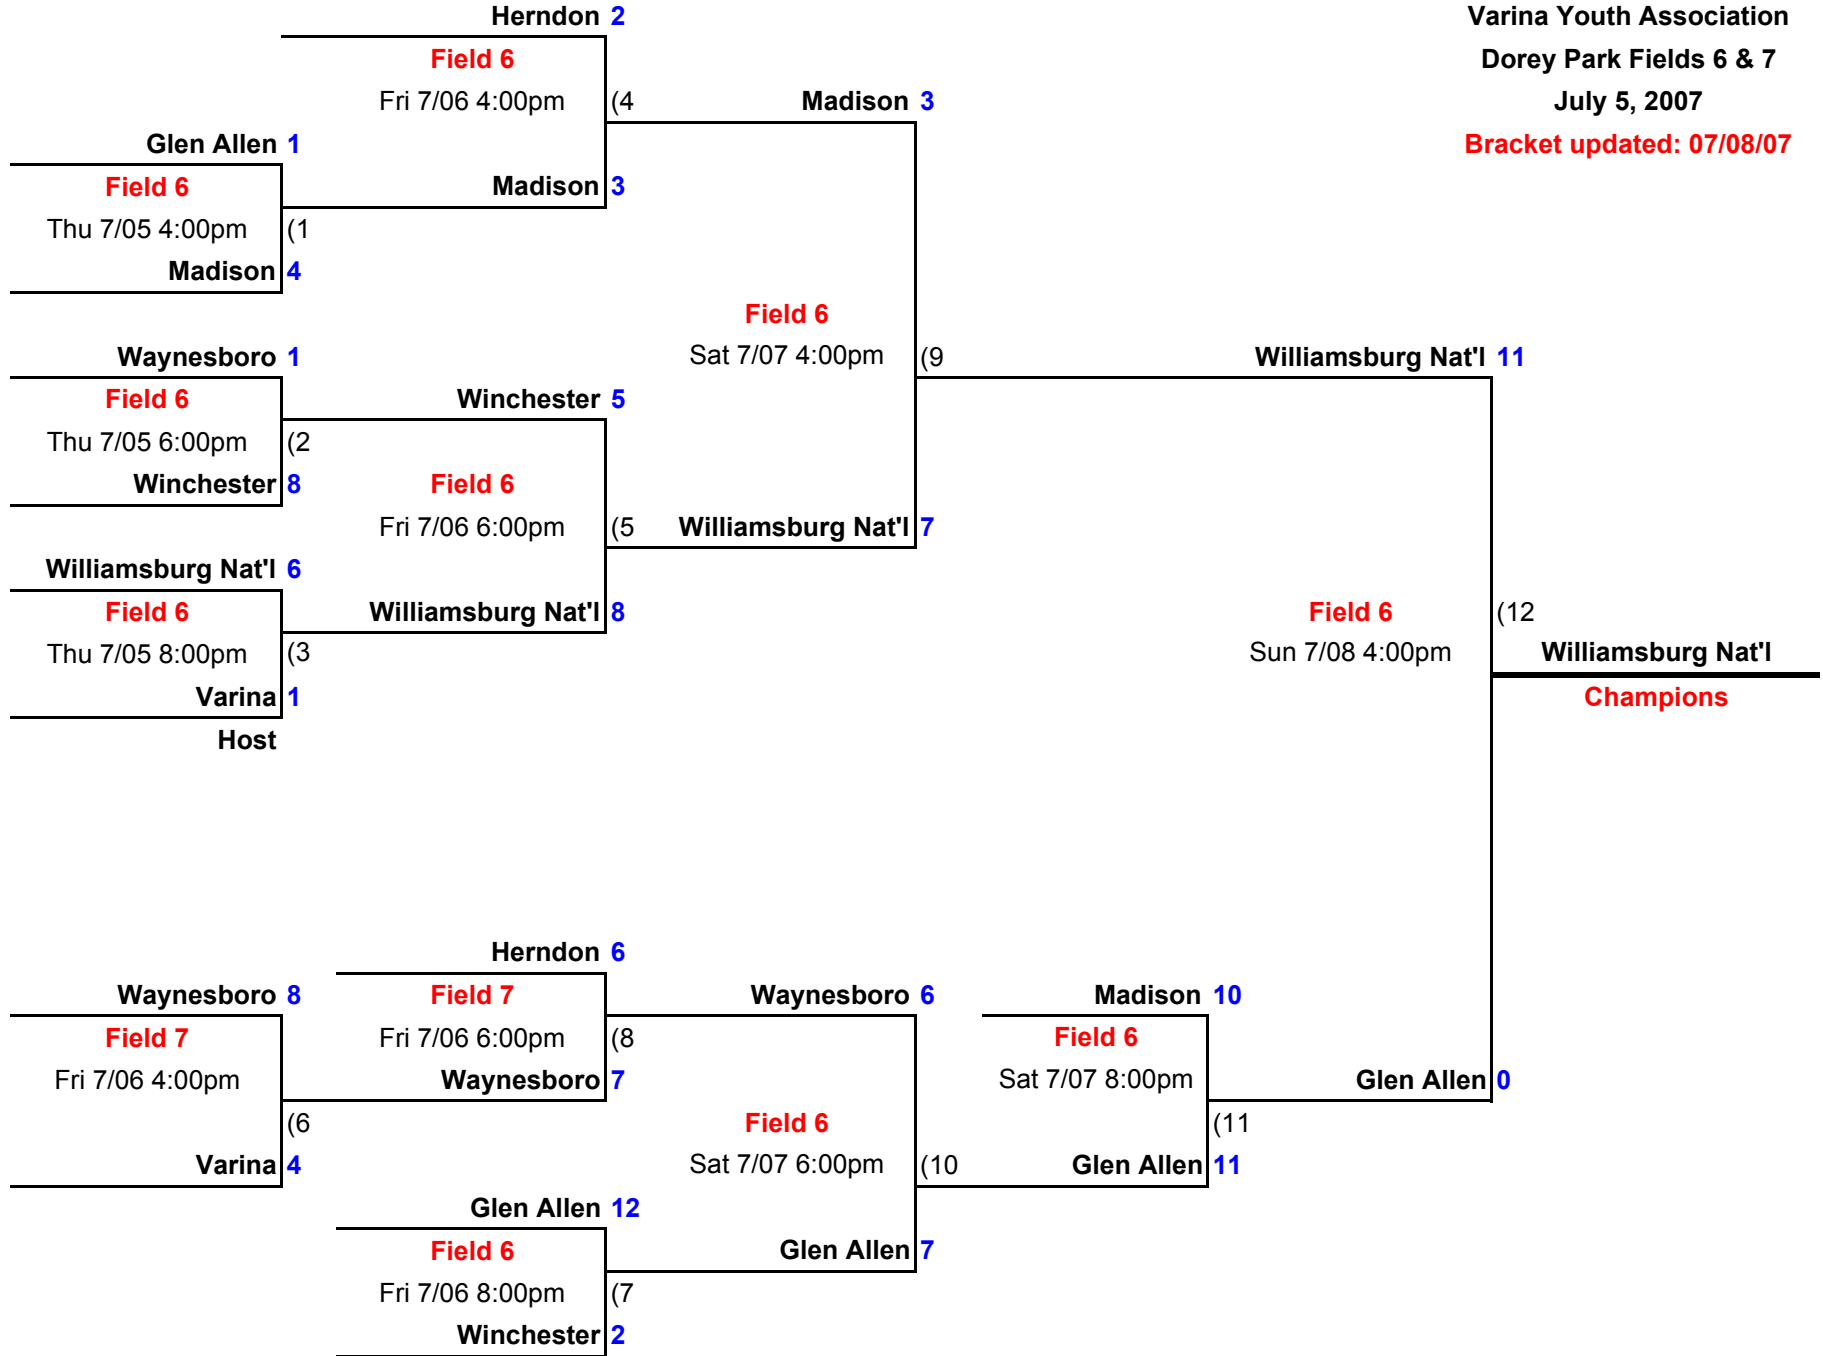 Herndon 2
Varina Youth Association
Field 6
Dorey Park Fields 6 & 7
Fri 7/06 4:00pm (4
Madison 3
July 5, 2007
Glen Allen 1
Bracket updated: 07/08/07
Field 6
Madison 3
Thu 7/05 4:00pm (1
Madison 4
Field 6
Waynesboro 1
Sat 7/07 4:00pm (9
Williamsburg Nat'l 11
Field 6
Winchester 5
Thu 7/05 6:00pm (2
Winchester 8
Field 6
Fri 7/06 6:00pm (5
Williamsburg Nat'l 7
Williamsburg Nat'l 6
Field 6
Williamsburg Nat'l 8
Field 6
(12
Thu 7/05 8:00pm (3
Sun 7/08 4:00pm
Williamsburg Nat'l
Varina 1
Champions
Host
Herndon 6
Waynesboro 8
Field 7
Waynesboro 6
Madison 10
Field 7
Fri 7/06 6:00pm (8
Field 6
Fri 7/06 4:00pm
Waynesboro 7
Sat 7/07 8:00pm
Glen Allen 0
(6
Field 6
(11
Varina 4
Sat 7/07 6:00pm (10
Glen Allen 11
Glen Allen 12
Field 6
Glen Allen 7
Fri 7/06 8:00pm (7
Winchester 2